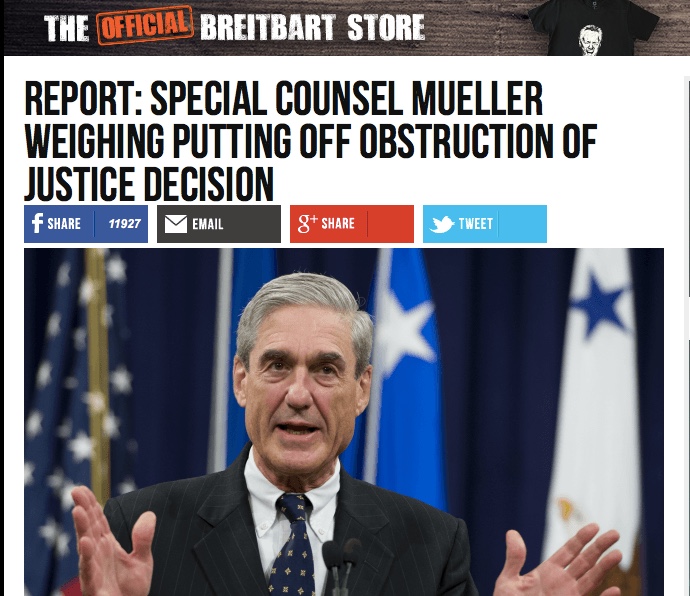 THE OFFICIAL BREITBART STORE
REPORT: SPECIAL COUNSEL MUELLER
WEIGHING PUTTING OFF OBSTRUCTION OF
JUSTICE DECISION
f SHARE 11927 EMAIL g+ SHARE TWEET